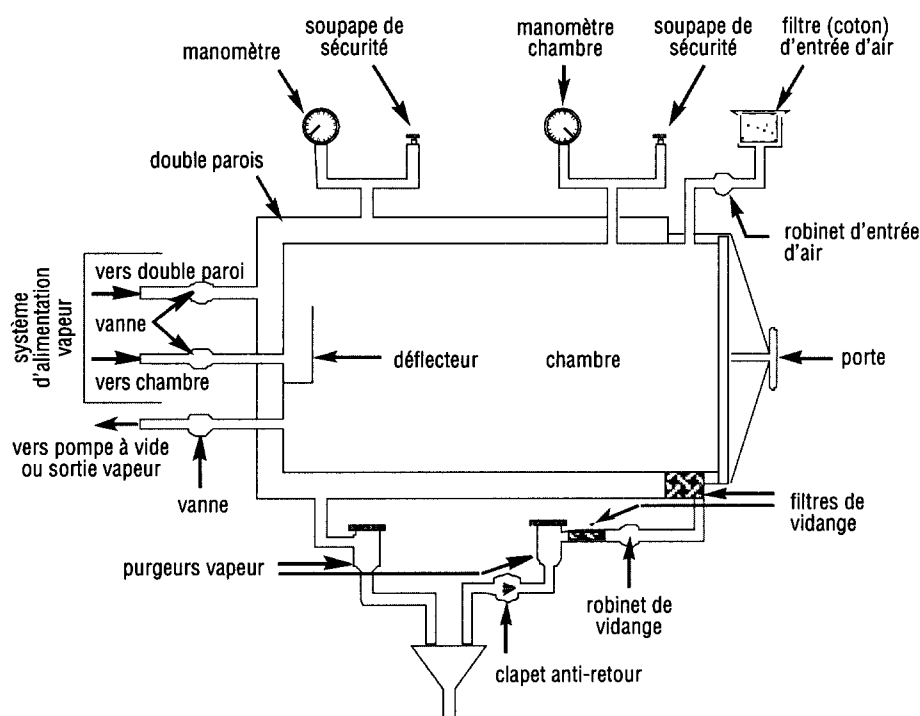 manomètre
soupape de
sécurité
manomètre
chambre
soupape de
sécurité
filtre (coton)
d'entrée d'air
double parois
robinet d'entrée
d'air
système
d'alimentation
vapeur
vers double paroi
vanne
vers chambre
déflecteur
chambre
porte
vers pompe à vide
ou sortie vapeur
vanne
filtres de
vidange
purgeurs vapeur
robinet de
vidange
clapet anti-retour